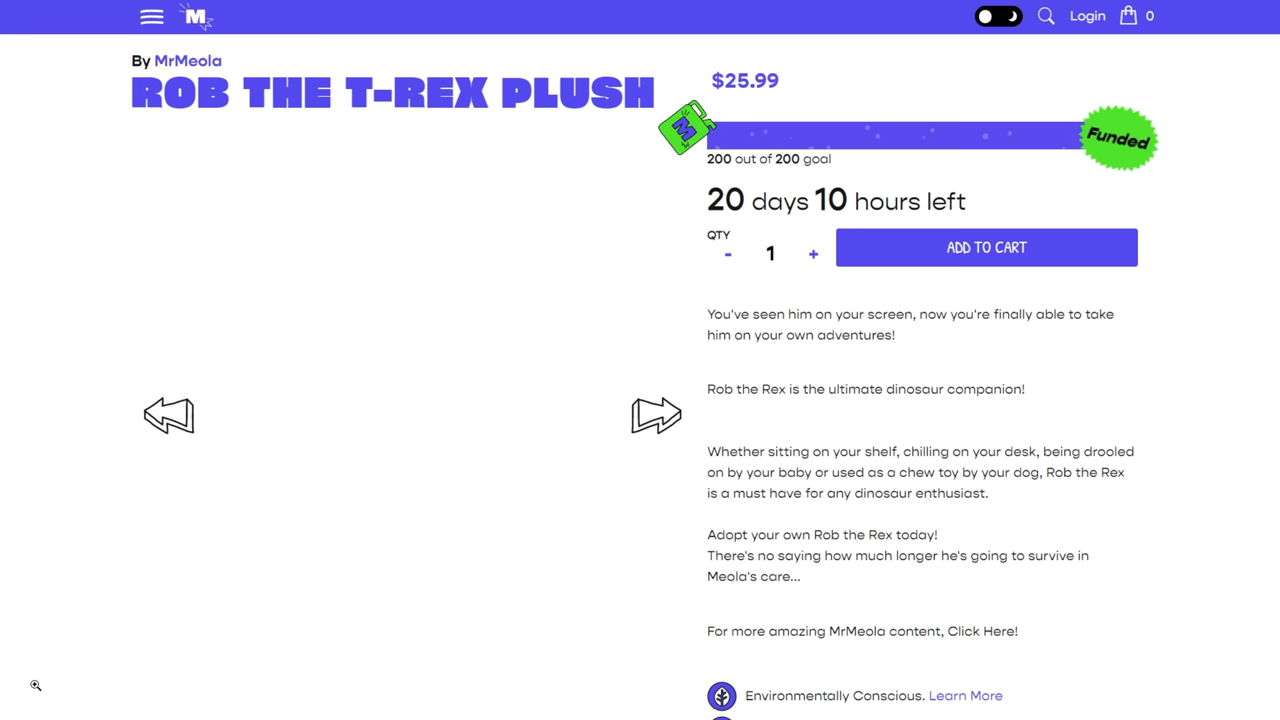 M
Login
0
By MrMeola
ROB THE T-REX PLUSH
$25.99
M
Funded
200 out of 200 goal
20 days 10 hours left
QTY
- 1 +
ADD TO CART
You've seen him on your screen, now you're finally able to take
him on your own adventures!
Rob the Rex is the ultimate dinosaur companion!
Whether sitting on your shelf, chilling on your desk, being drooled
on by your baby or used as a chew toy by your dog, Rob the Rex
is a must have for any dinosaur enthusiast.
Adopt your own Rob the Rex today!
There's no saying how much longer he's going to survive in
Meola's care...
For more amazing MrMeola content, Click Here!
Environmentally Conscious. Learn More